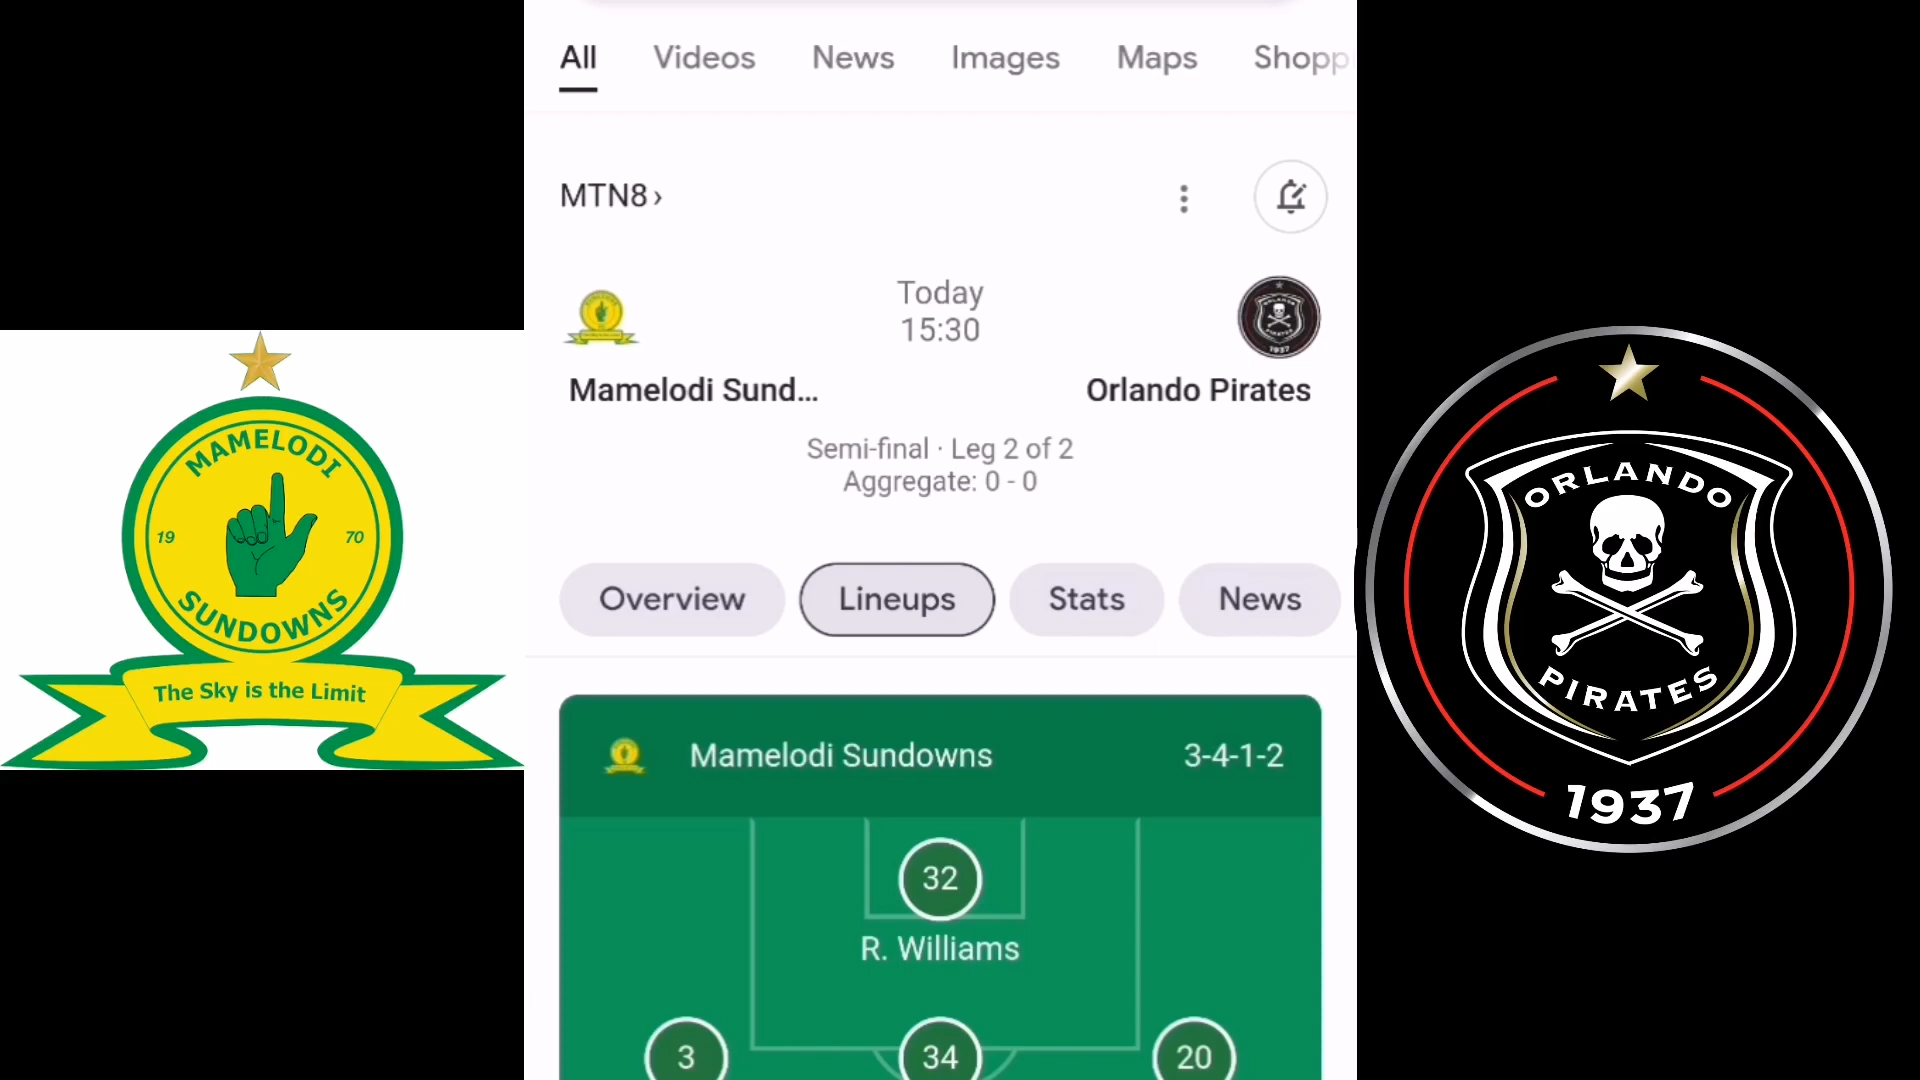 All Videos News Images Maps Shopp
MTN8 ›
Today
15:30
Mamelodi Sund... Orlando Pirates
Semi-final · Leg 2 of 2
Aggregate: 0 - 0
Overview Lineups Stats News
Mamelodi Sundowns 3-4-1-2
32
R. Williams
3 34 20
MAMELODI
19 70
SUNDOWNS
The Sky is the Limit
ORLANDO
PIRATES
1937